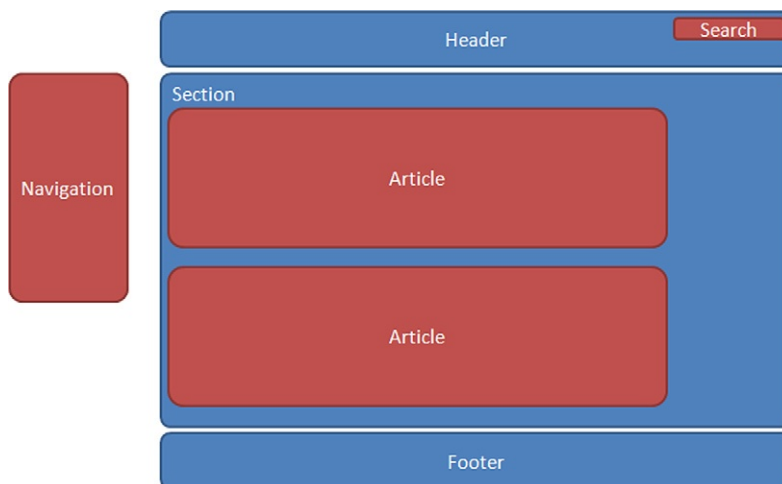 Header
Search
Section
Navigation
Article
Article
Footer